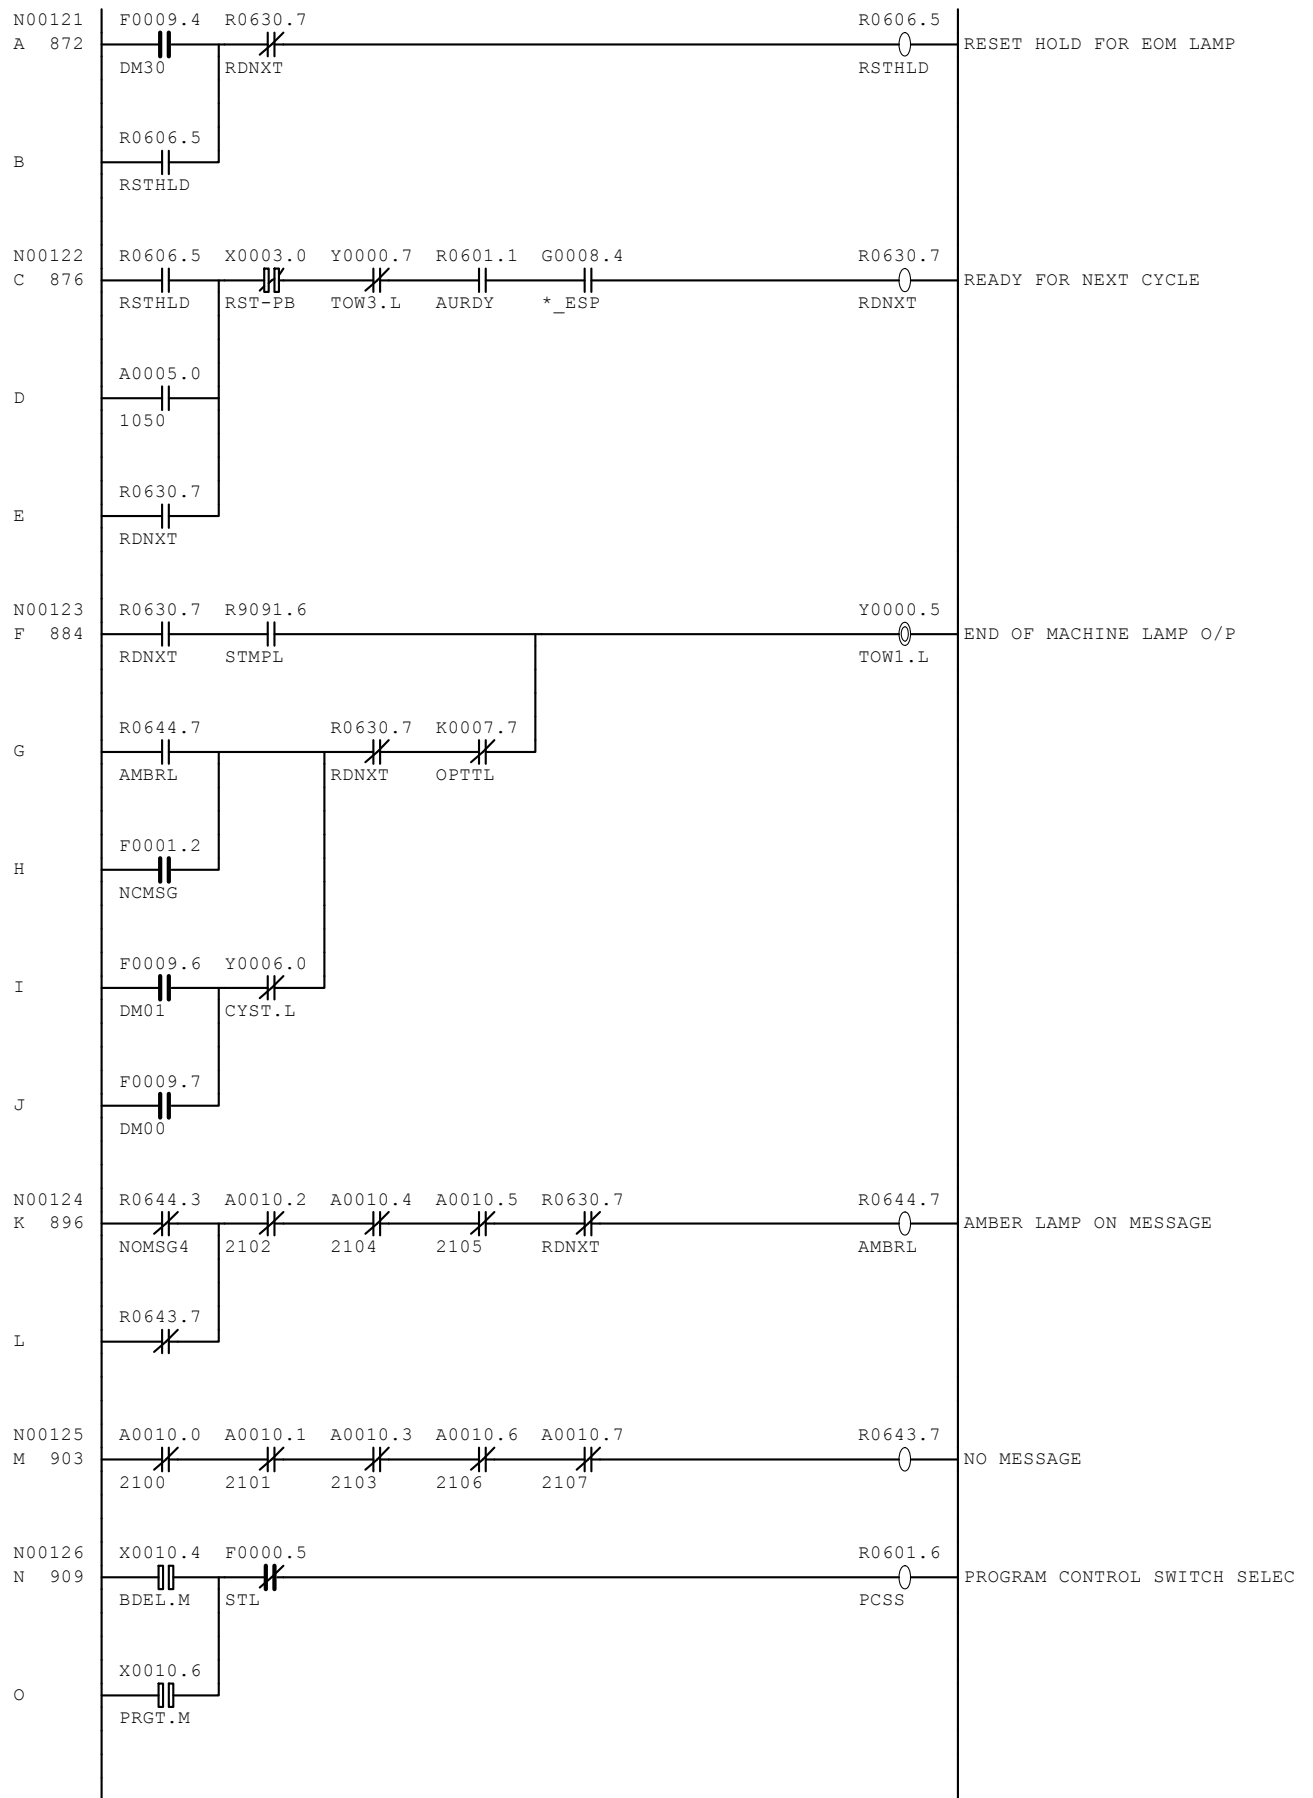 N00121 F0009.4 R0630.7 R0606.5
A 872 RESET HOLD FOR EOM LAMP
DM30 RDNXT RSTHLD
R0606.5
B
RSTHLD
N00122 R0606.5 X0003.0 Y0000.7 R0601.1 G0008.4 R0630.7
C 876 READY FOR NEXT CYCLE
RSTHLD RST-PB TOW3.L AURDY *_ESP RDNXT
A0005.0
D
1050
R0630.7
E
RDNXT
N00123 R0630.7 R9091.6 Y0000.5
F 884 END OF MACHINE LAMP O/P
RDNXT STMPL TOW1.L
R0644.7 R0630.7 K0007.7
G
AMBRL RDNXT OPTTL
F0001.2
H
NCMSG
F0009.6 Y0006.0
I
DM01 CYST.L
F0009.7
J
DM00
N00124 R0644.3 A0010.2 A0010.4 A0010.5 R0630.7 R0644.7
K 896 AMBER LAMP ON MESSAGE
NOMSG4 2102 2104 2105 RDNXT AMBRL
R0643.7
L
N00125 A0010.0 A0010.1 A0010.3 A0010.6 A0010.7 R0643.7
M 903 NO MESSAGE
2100 2101 2103 2106 2107
N00126 X0010.4 F0000.5 R0601.6
N 909 PROGRAM CONTROL SWITCH SELEC
BDEL.M STL PCSS
X0010.6
O
PRGT.M